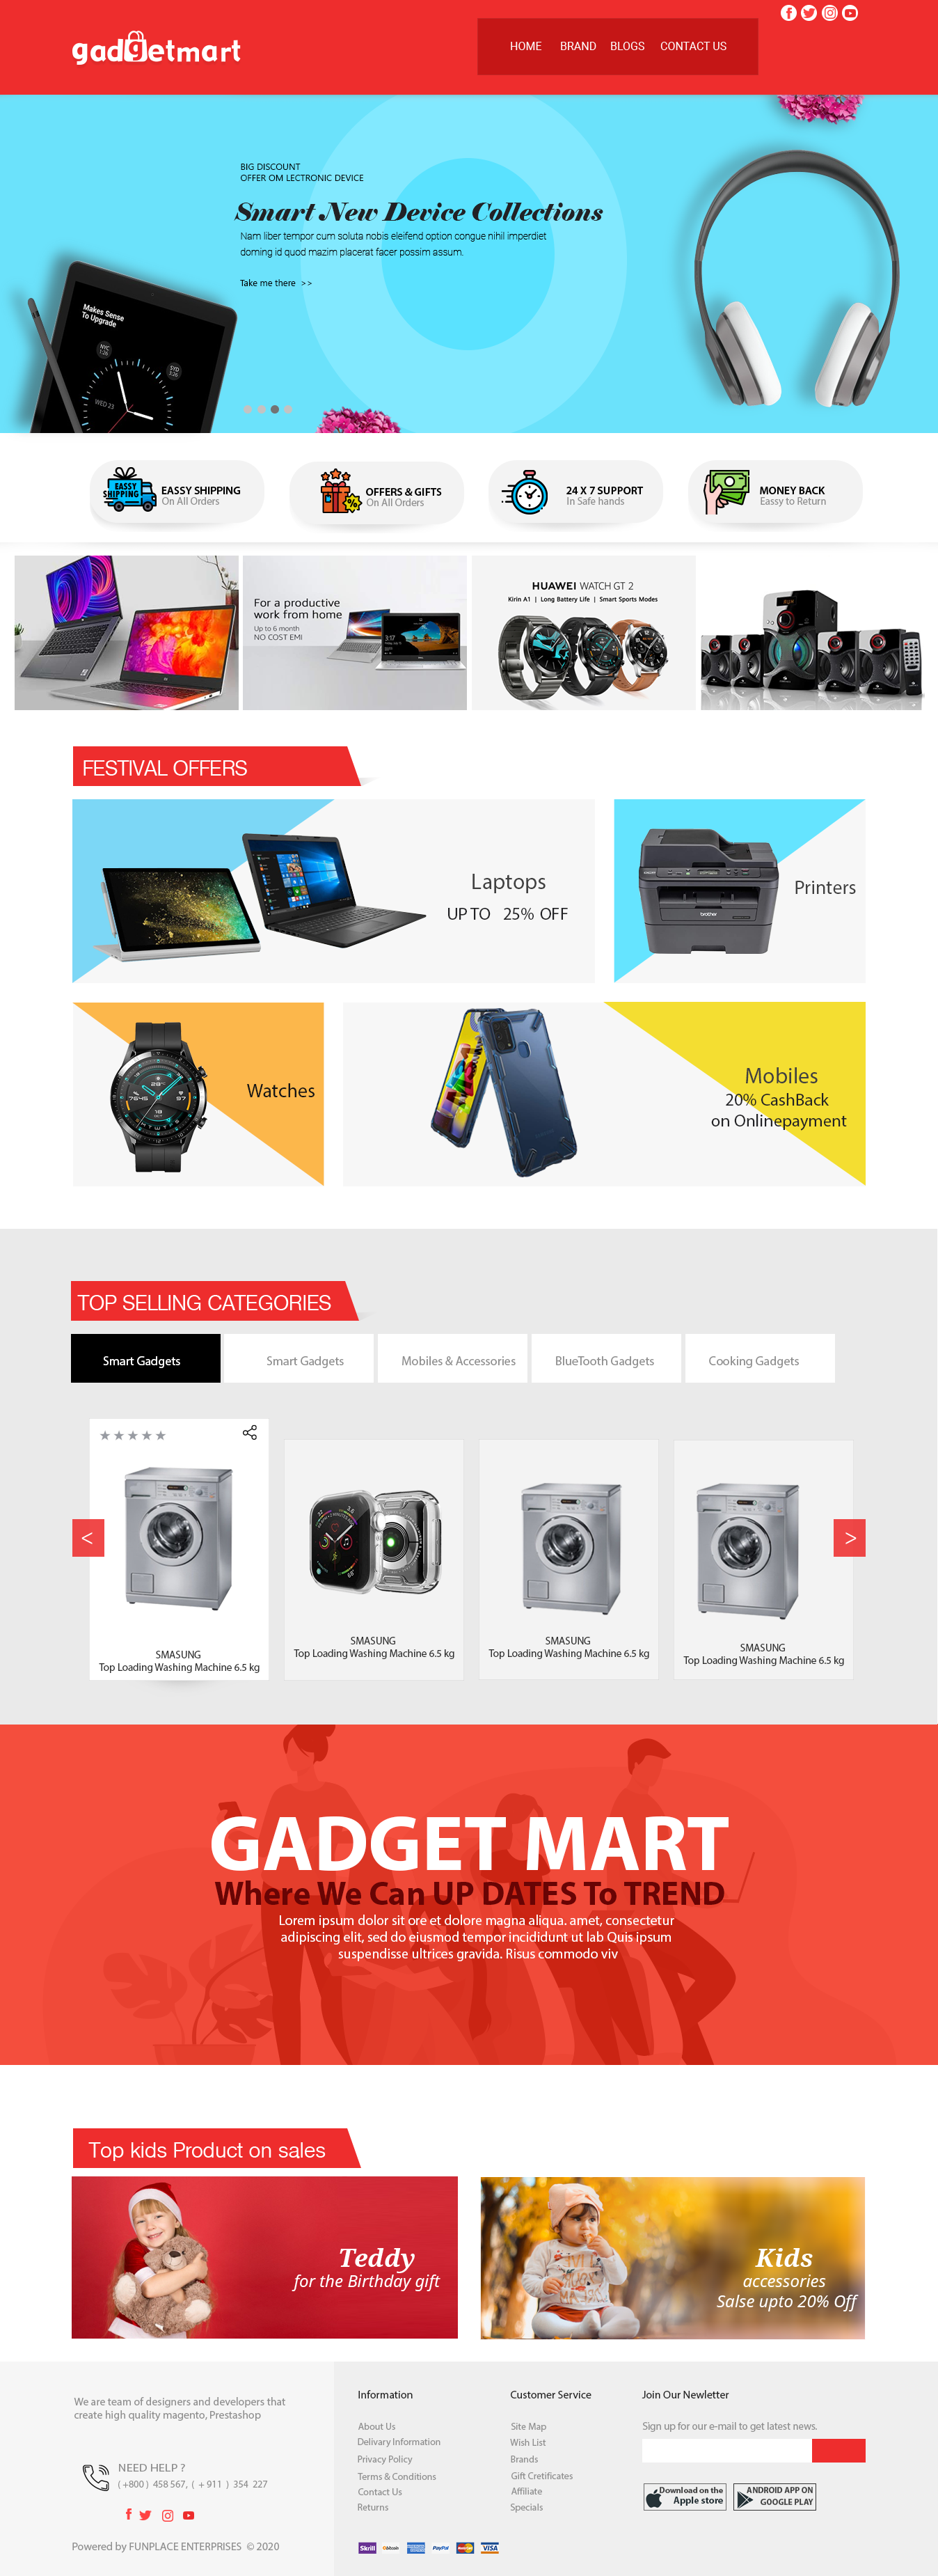 gadgetmart
HOME BRAND BLOGS CONTACT US
BIG DISCOUNT
OFFER OM LECTRONIC DEVICE
Smart New Device Collections
Nam liber tempor cum soluta nobis eleifend option congue nihil imperdiet
doming id quod mazim placerat facer possim assum.
Take me there >>
Makes Sense
To Upgrade
NYC
SYD
WED 23
EASSY
SHIPPING
EASSY SHIPPING
On All Orders
OFFERS & GIFTS
On All Orders
24 X 7 SUPPORT
In Safe hands
MONEY BACK
Eassy to Return
For a productive
work from home
Up to 6 month
NO COST EMI
HUAWEI WATCH GT 2
Kirin A1 | Long Battery Life | Smart Sports Modes
FESTIVAL OFFERS
Laptops
UP TO 25% OFF
brother
Printers
Watches
Mobiles
20% CashBack
on Onlinepayment
TOP SELLING CATEGORIES
Smart Gadgets
Smart Gadgets
Mobiles & Accessories
BlueTooth Gadgets
Cooking Gadgets
< >
SMASUNG
Top Loading Washing Machine 6.5 kg
SMASUNG
Top Loading Washing Machine 6.5 kg
SMASUNG
Top Loading Washing Machine 6.5 kg
SMASUNG
Top Loading Washing Machine 6.5 kg
GADGET MART
Where We Can UP DATES To TREND
Lorem ipsum dolor sit ore et dolore magna aliqua. amet, consectetur
adipiscing elit, sed do eiusmod tempor incididunt ut lab Quis ipsum
suspendisse ultrices gravida. Risus commodo viv
Top kids Product on sales
Teddy
for the Birthday gift
Kids
accessories
Salse upto 20% Off
We are team of designers and developers that
create high quality magento, Prestashop
NEED HELP ?
( +800 ) 458 567, ( + 911 ) 354 227
Powered by FUNPLACE ENTERPRISES © 2020
Information
About Us
Delivary Information
Privacy Policy
Terms & Conditions
Contact Us
Returns
Customer Service
Site Map
Wish List
Brands
Gift Cretificates
Affiliate
Specials
Join Our Newletter
Sign up for our e-mail to get latest news.
Download on the
Apple store
ANDROID APP ON
GOOGLE PLAY
Skrill
bitcoin
PayPal
VISA